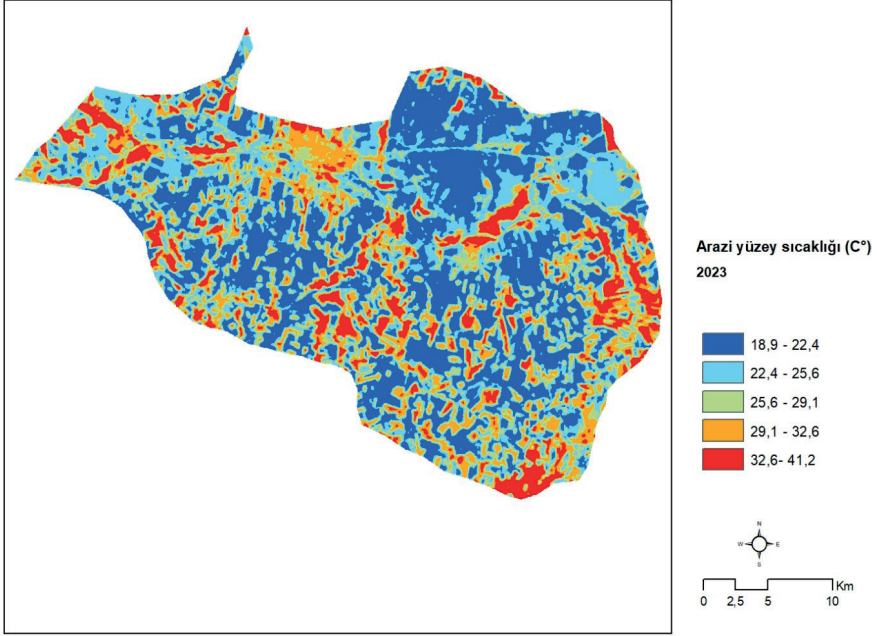 Arazi yüzey sıcaklığı (C°)
2023
18,9 - 22,4
22,4 - 25,6
25,6 - 29,1
29,1 - 32,6
32,6- 41,2
N
W E
S
Km
0 2,5 5 10